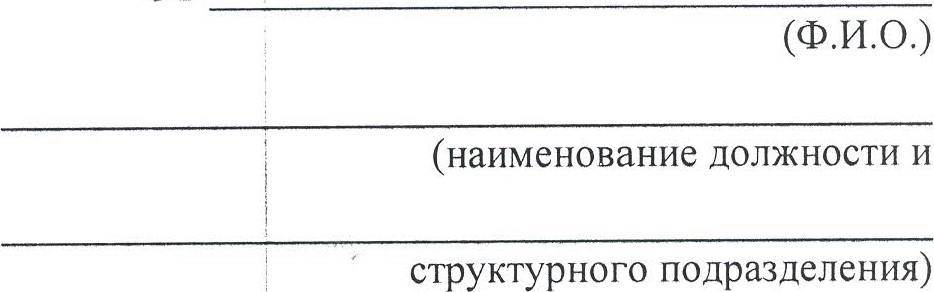 (Ф.И.О.)
(наименование должности и
структурного подразделения)